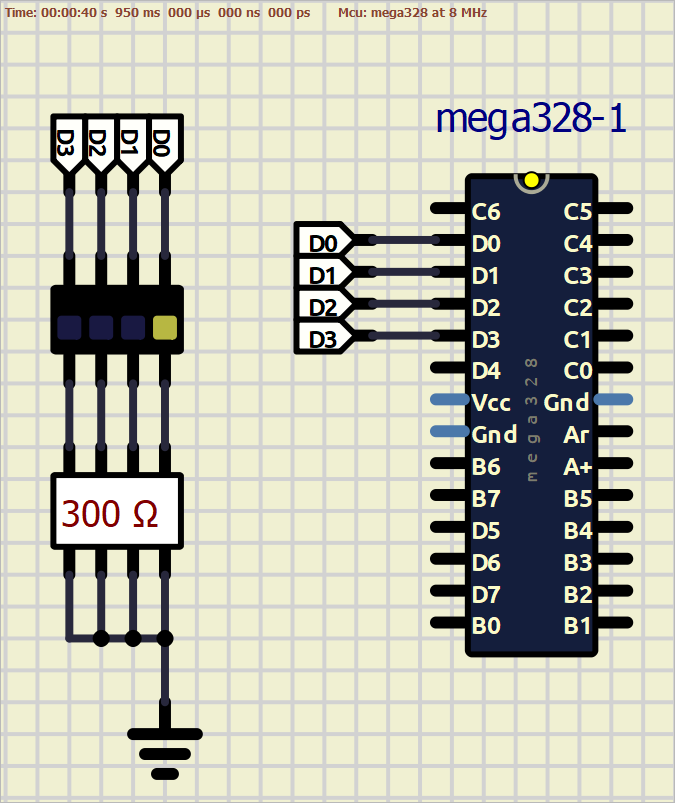 Time: 00:00:40 s 950 ms 000 µs 000 ns 000 ps Mcu: mega328 at 8 MHz
mega328-1
D3 D2 D1 D0
C6 C5
D0 D0 C4
D1 D1 C3
D2 D2 C2
D3 D3 C1
D4 C0
Vcc Gnd
Gnd Ar
B6 A+
B7 B5
D5 B4
D6 B3
D7 B2
B0 B1
mega328
300 Ω